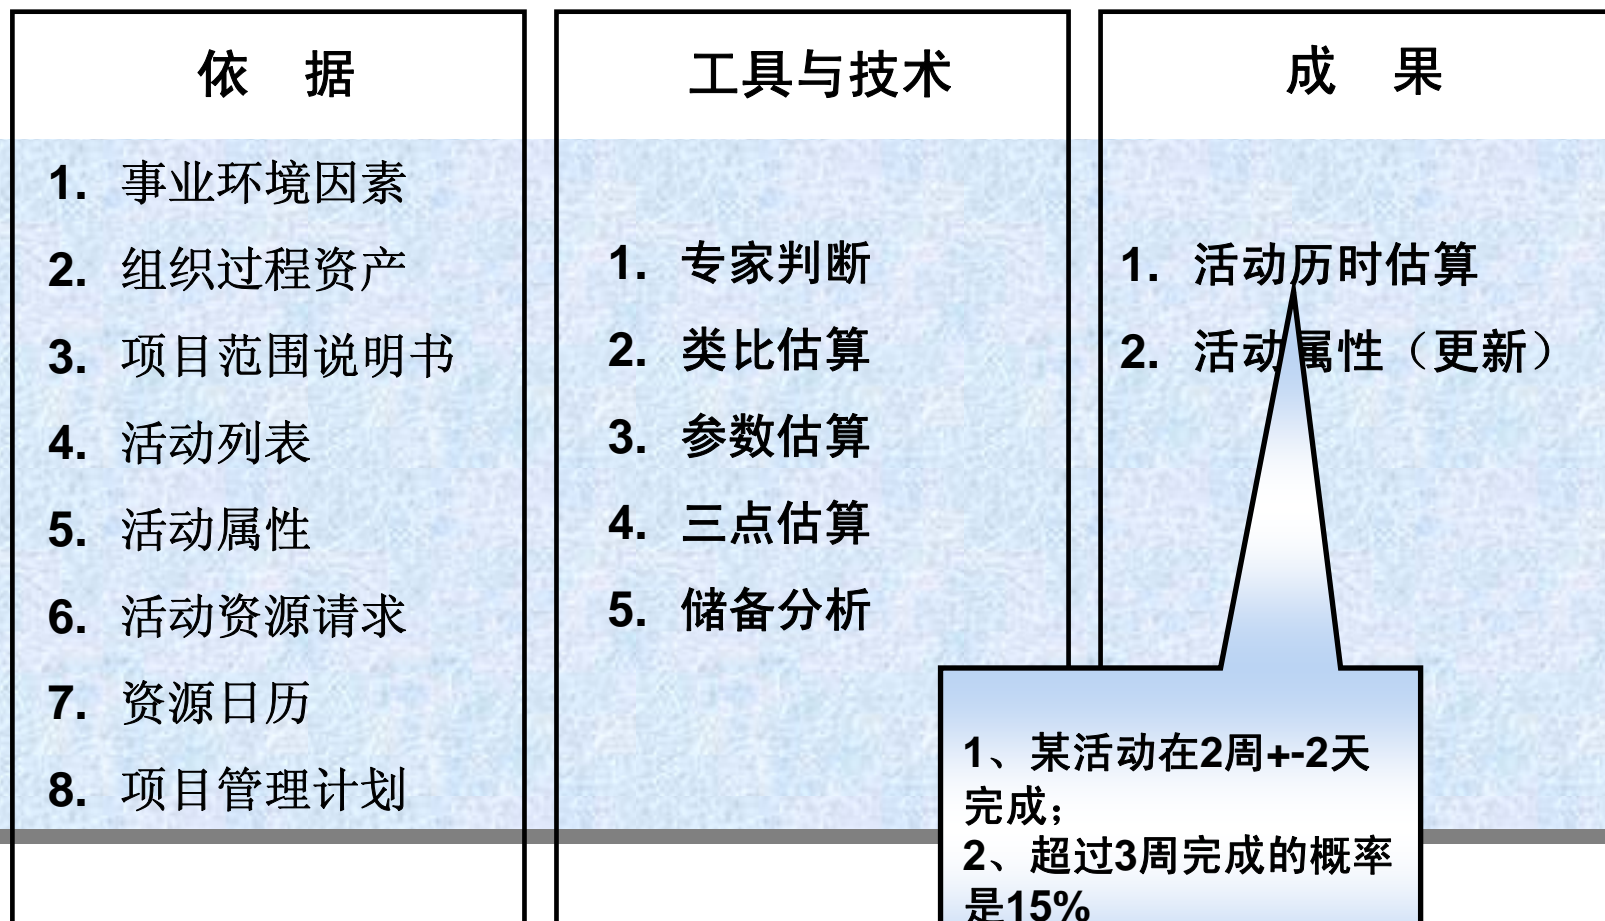 依 据
1. 事业环境因素
2. 组织过程资产
3. 项目范围说明书
4. 活动列表
5. 活动属性
6. 活动资源请求
7. 资源日历
8. 项目管理计划
工具与技术
1. 专家判断
2. 类比估算
3. 参数估算
4. 三点估算
5. 储备分析
成 果
1. 活动历时估算
2. 活动属性（更新）
1、某活动在2周+-2天
完成；
2、超过3周完成的概率
是15%